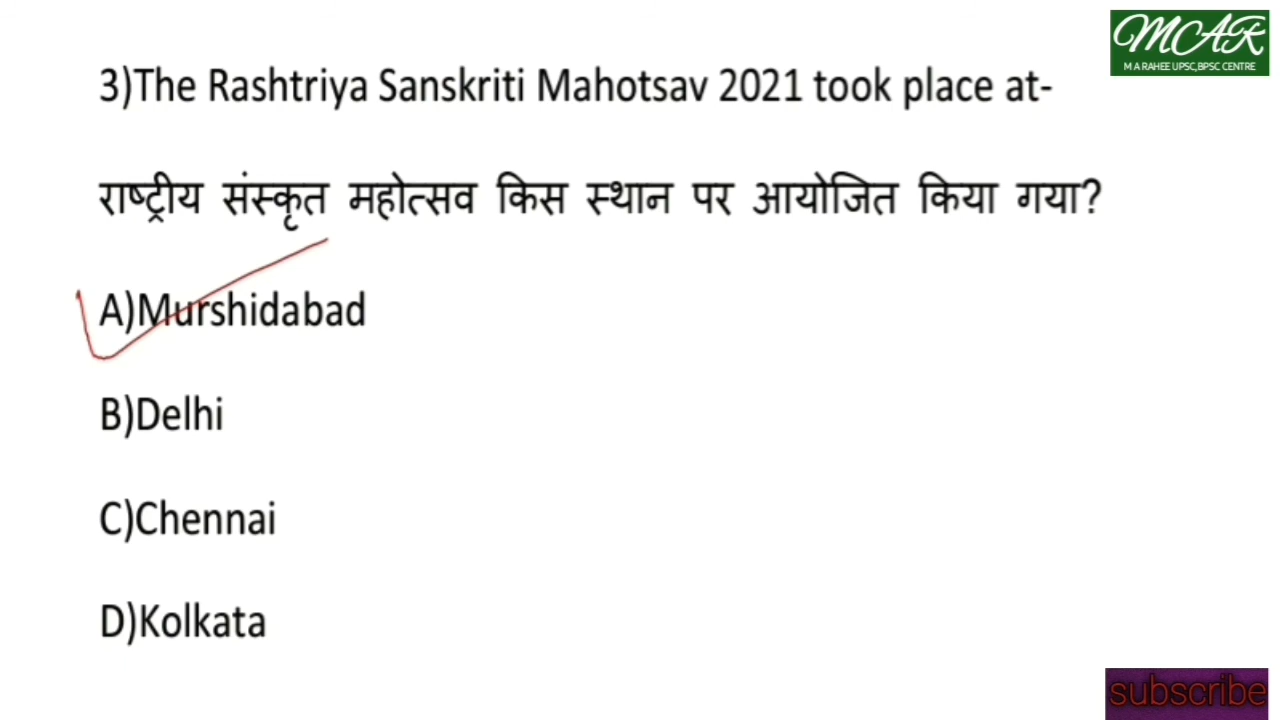 MCAR
M A RAHEE UPSC,BPSC CENTRE
3)The Rashtriya Sanskriti Mahotsav 2021 took place at-
राष्ट्रीय संस्कृत महोत्सव किस स्थान पर आयोजित किया गया?
A)Murshidabad
B)Delhi
C)Chennai
D)Kolkata
subscribe